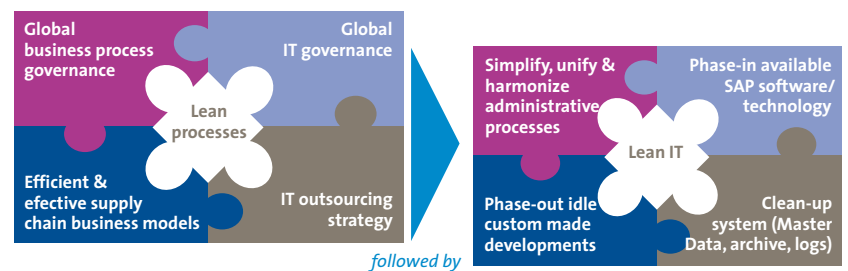 Global
business process
governance
Global
IT governance
Lean
processes
Efficient &
efective supply
chain business models
IT outsourcing
strategy
followed by
Simplify, unify &
harmonize
administrative
processes
Phase-in available
SAP software/
technology
Lean IT
Phase-out idle
custom made
developments
Clean-up
system (Master
Data, archive, logs)